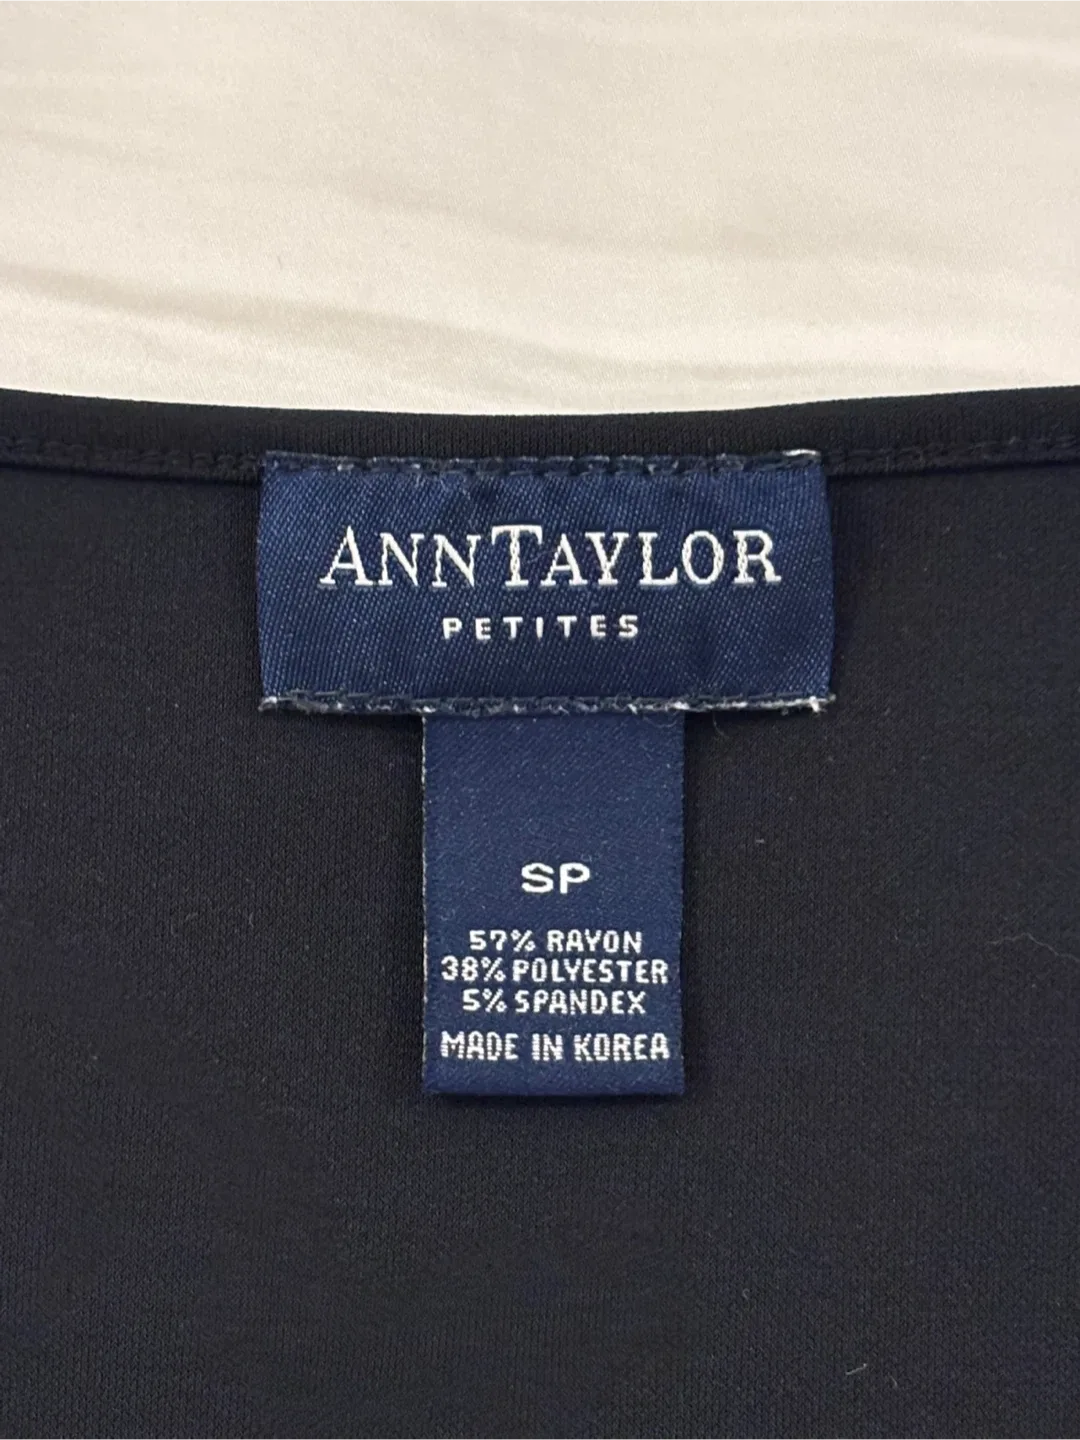 ANNTAYLOR
PETITES
SP
57% RAYON
38% POLYESTER
5% SPANDEX
MADE IN KOREA